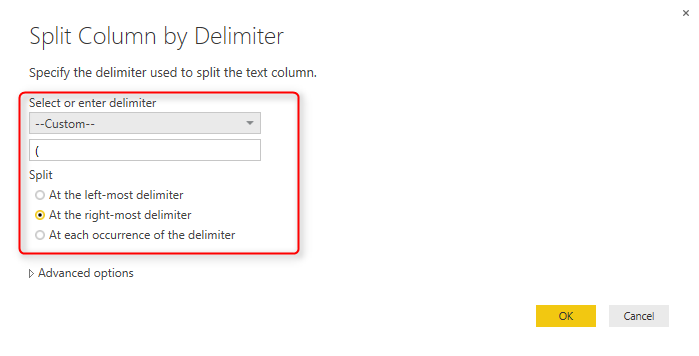 ×
Split Column by Delimiter
Specify the delimiter used to split the text column.
Select or enter delimiter
--Custom--
(
Split
At the left-most delimiter
At the right-most delimiter
At each occurrence of the delimiter
Advanced options
OK
Cancel